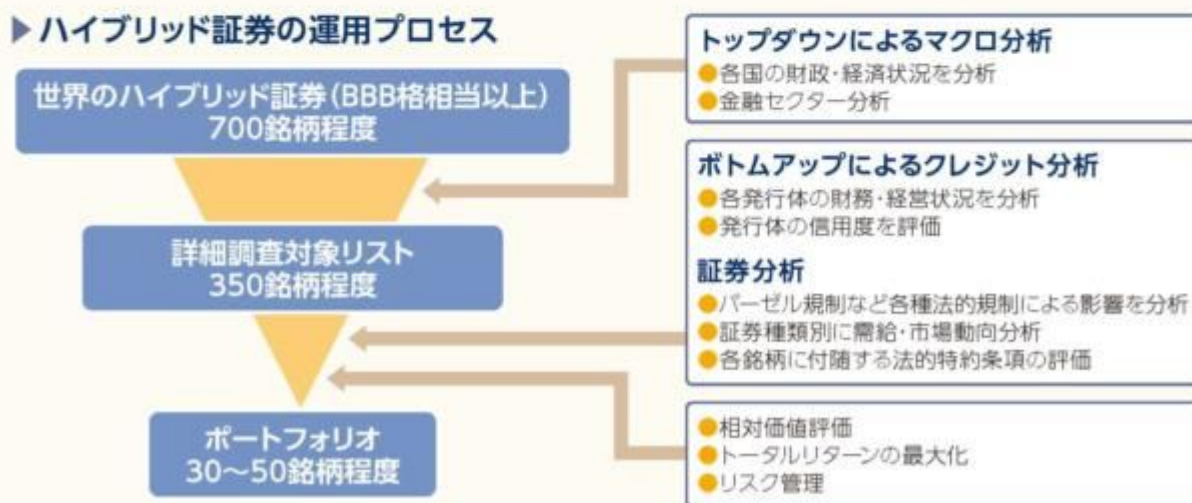 ▶ハイブリッド証券の運用プロセス
世界のハイブリッド証券(BBB格相当以上)
700銘柄程度
詳細調査対象リスト
350銘柄程度
ポートフォリオ
30〜50銘柄程度
トップダウンによるマクロ分析
●各国の財政・経済状況を分析
●金融セクター分析
ボトムアップによるクレジット分析
●各発行体の財務・経営状況を分析
●発行体の信用度を評価
証券分析
●バーゼル規制など各種法的規制による影響を分析
●証券種類別に需給・市場動向分析
●各銘柄に付随する法的特約条項の評価
●相対価値評価
●トータルリターンの最大化
●リスク管理